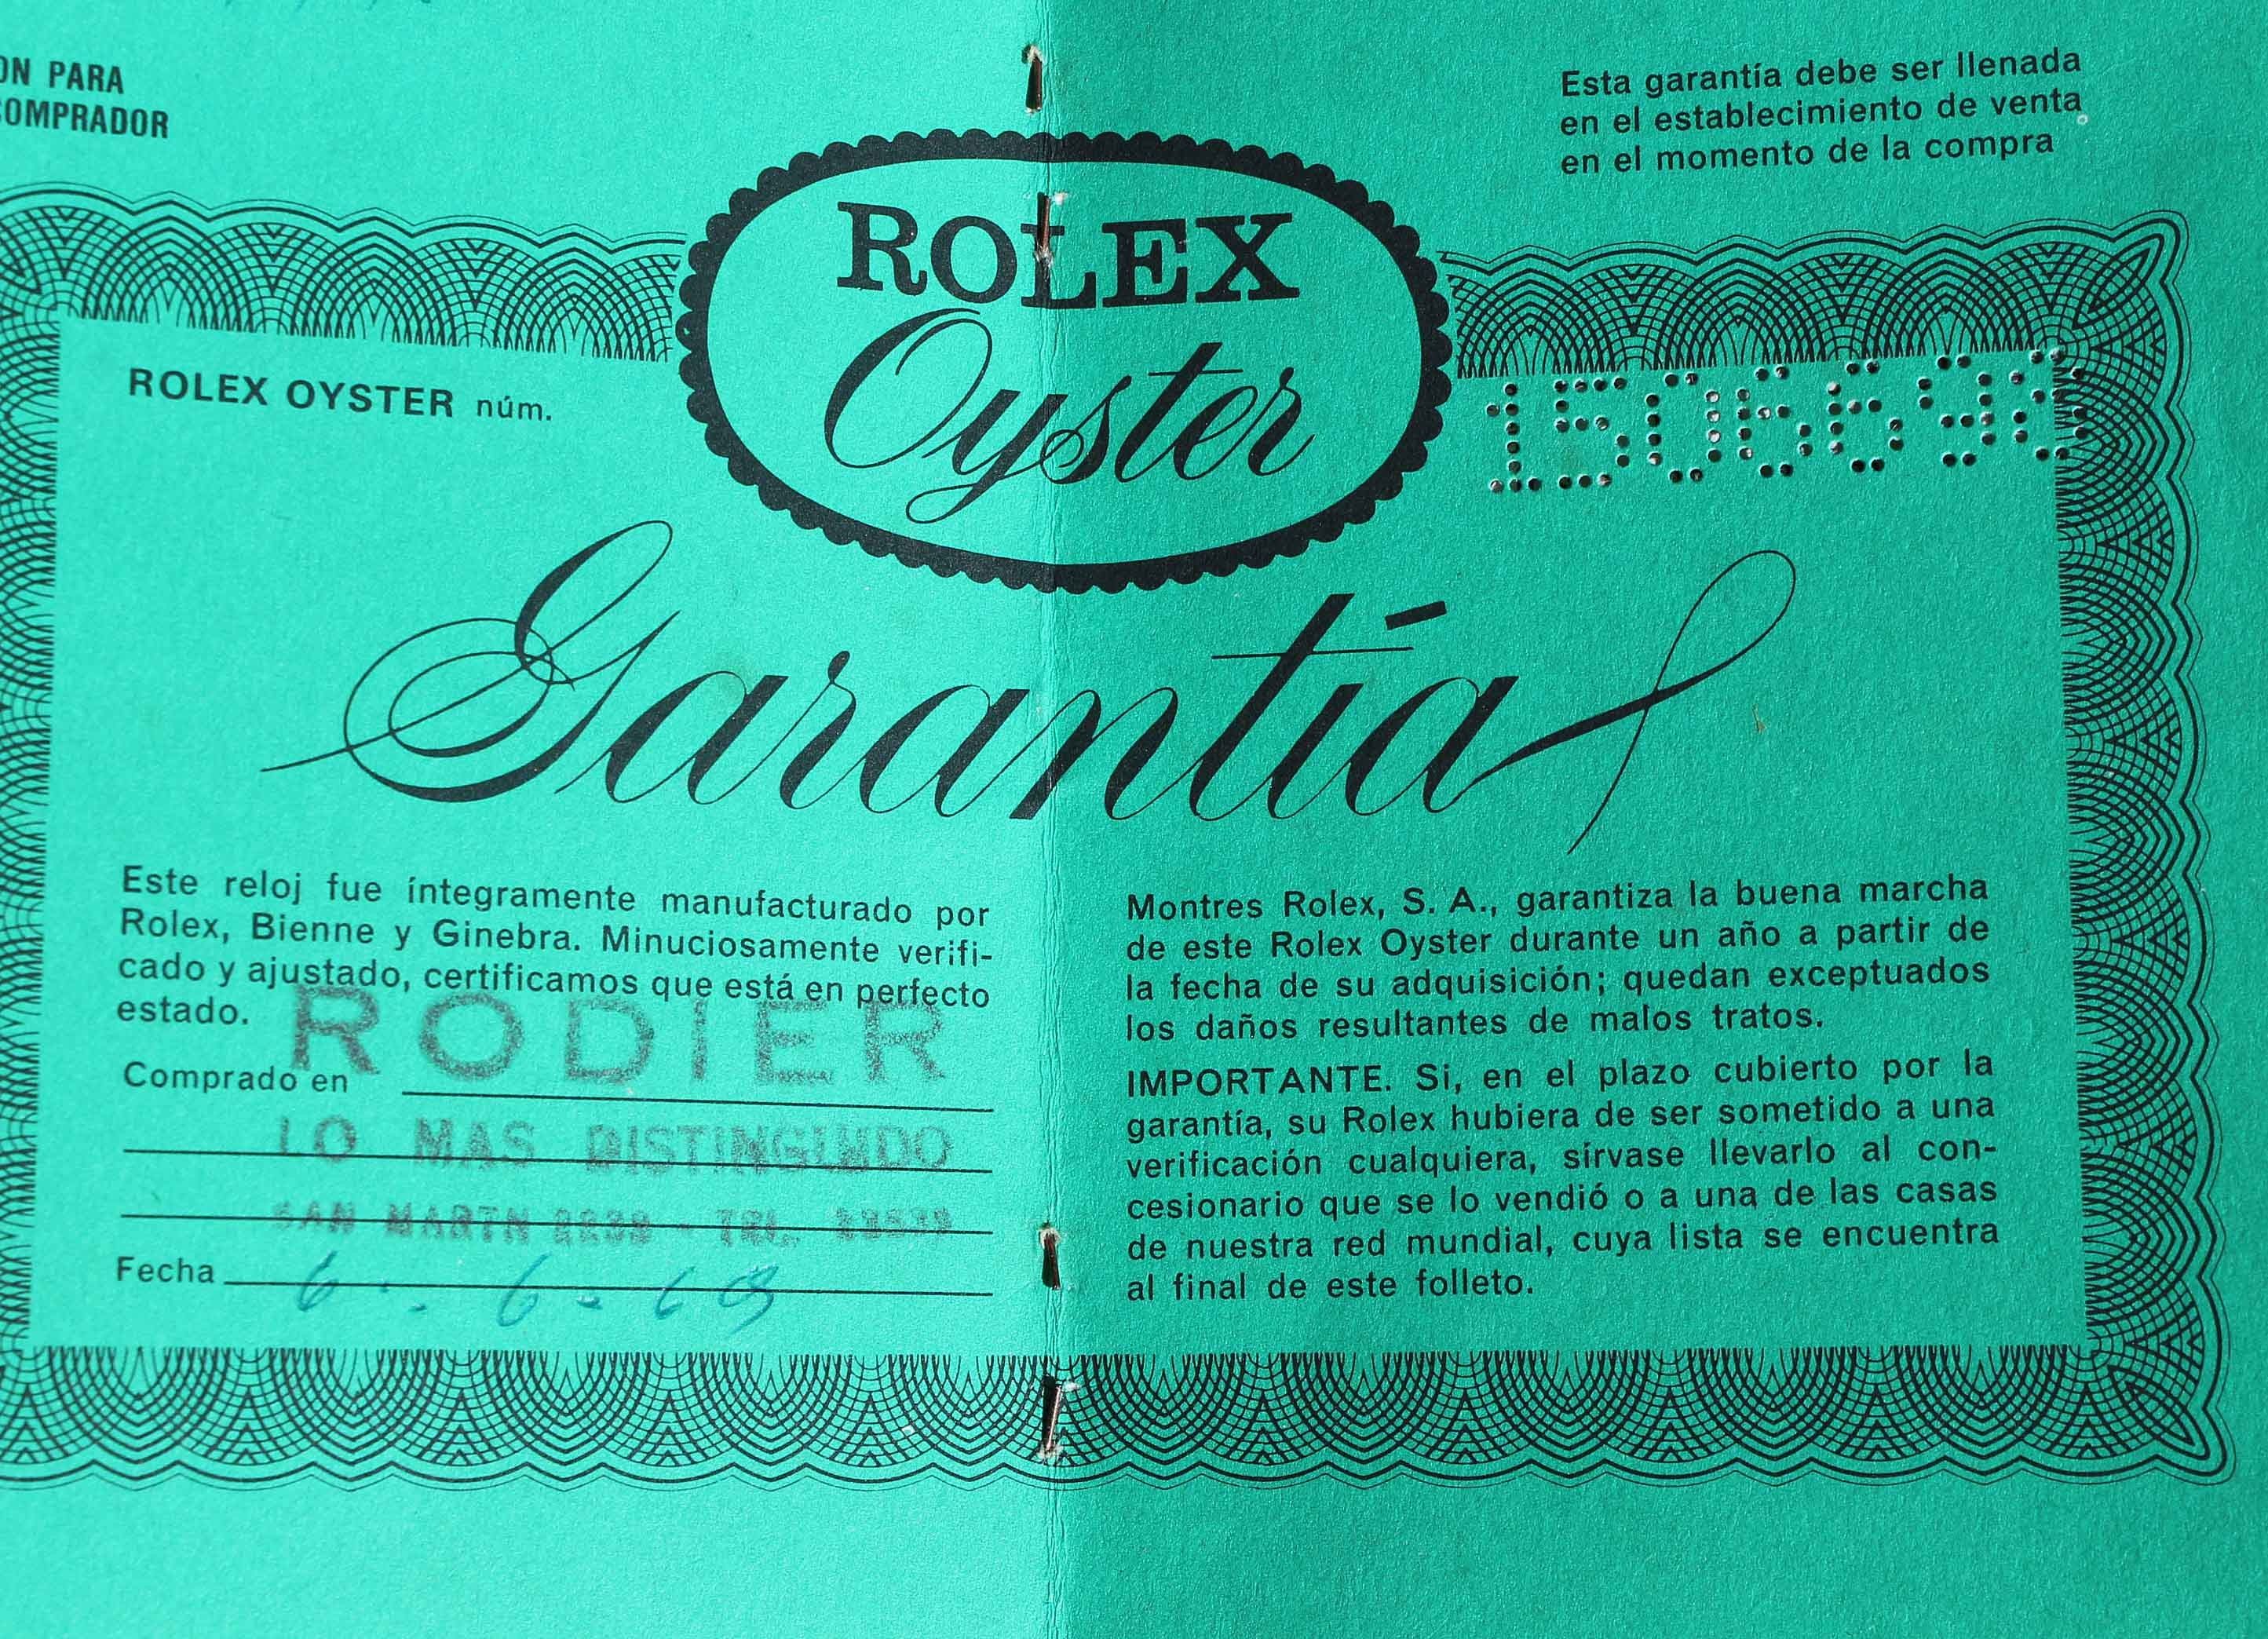 ON PARA
COMPRADOR
Esta garantía debe ser llenada
en el establecimiento de venta
en el momento de la compra
ROLEX
Oyster
ROLEX OYSTER núm.
Garantía
Este reloj fue íntegramente manufacturado por
Rolex, Bienne y Ginebra. Minuciosamente verifi-
cado y ajustado, certificamos que está en perfecto
estado.
RODIER
Comprado en
LO MAS DISTINGUIDO
SAN MARTN - TEL.
Fecha 6 - 6 - 69
Montres Rolex, S. A., garantiza la buena marcha
de este Rolex Oyster durante un año a partir de
la fecha de su adquisición; quedan exceptuados
los daños resultantes de malos tratos.
IMPORTANTE. Si, en el plazo cubierto por la
garantía, su Rolex hubiera de ser sometido a una
verificación cualquiera, sírvase llevarlo al con-
cesionario que se lo vendió o a una de las casas
de nuestra red mundial, cuya lista se encuentra
al final de este folleto.